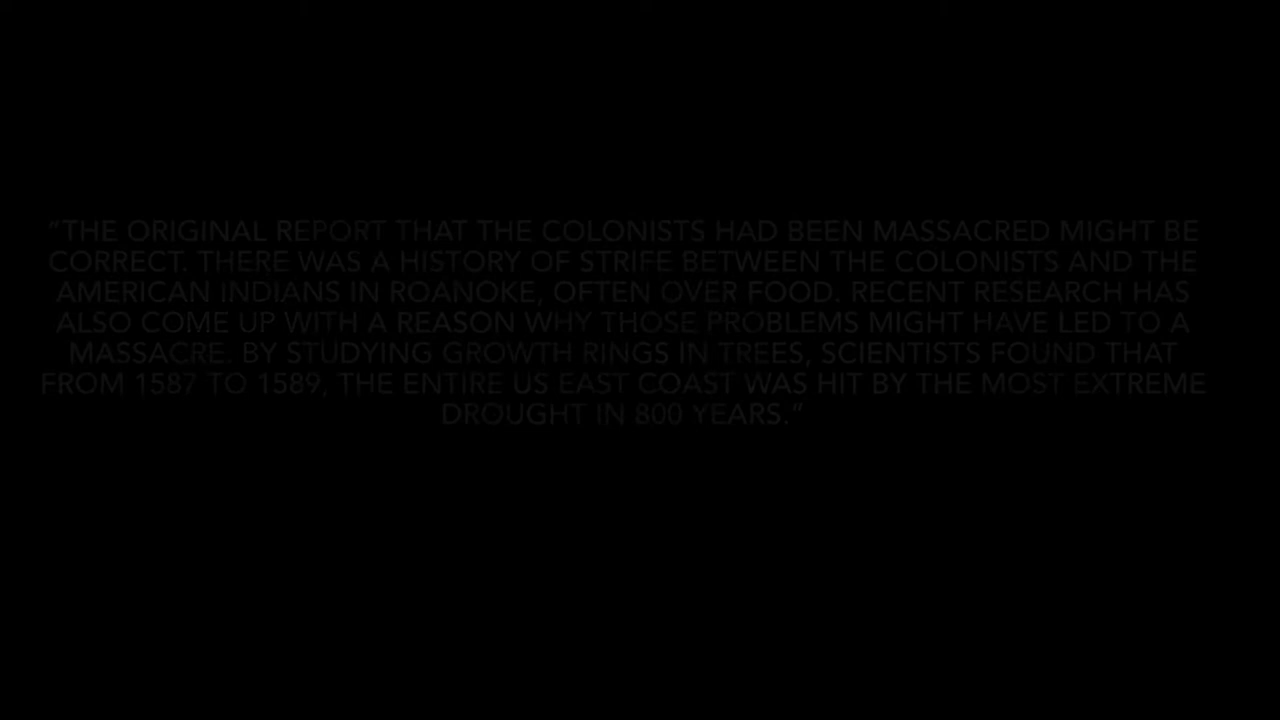 "THE ORIGINAL REPORT THAT THE COLONISTS HAD BEEN MASSACRED MIGHT BE
CORRECT. THERE WAS A HISTORY OF STRIFE BETWEEN THE COLONISTS AND THE
AMERICAN INDIANS IN ROANOKE, OFTEN OVER FOOD. RECENT RESEARCH HAS
ALSO COME UP WITH A REASON WHY THOSE PROBLEMS MIGHT HAVE LED TO A
MASSACRE. BY STUDYING GROWTH RINGS IN TREES, SCIENTISTS FOUND THAT
FROM 1587 TO 1589, THE ENTIRE US EAST COAST WAS HIT BY THE MOST EXTREME
DROUGHT IN 800 YEARS."